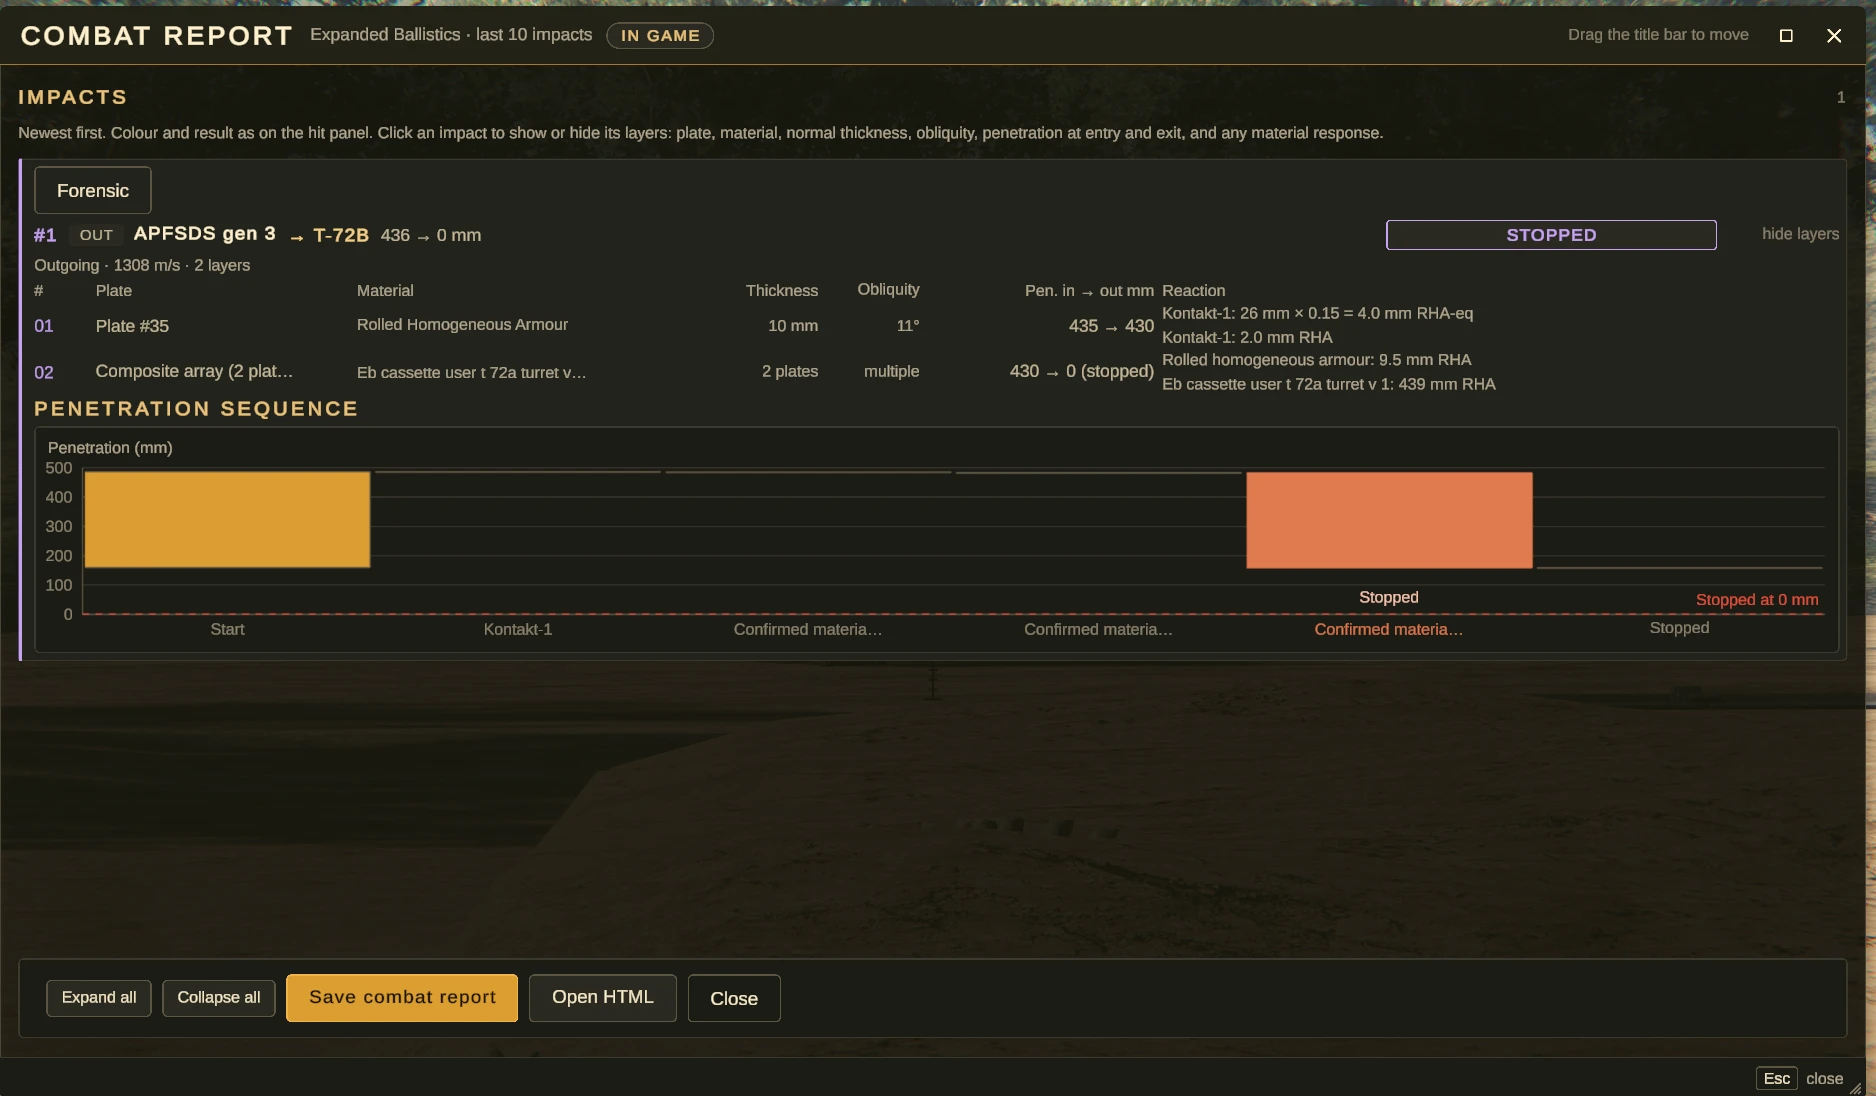 COMBAT REPORT Expanded Ballistics · last 10 impacts IN GAME Drag the title bar to move
IMPACTS 1
Newest first. Colour and result as on the hit panel. Click an impact to show or hide its layers: plate, material, normal thickness, obliquity, penetration at entry and exit, and any material response.
Forensic
#1 OUT APFSDS gen 3 → T-72B 436 → 0 mm STOPPED hide layers
Outgoing · 1308 m/s · 2 layers
# Plate Material Thickness Obliquity Pen. in → out mm Reaction
01 Plate #35 Rolled Homogeneous Armour 10 mm 11° 435 → 430 Kontakt-1: 26 mm × 0.15 = 4.0 mm RHA-eq
Kontakt-1: 2.0 mm RHA
02 Composite array (2 plat… Eb cassette user t 72a turret v… 2 plates multiple 430 → 0 (stopped) Rolled homogeneous armour: 9.5 mm RHA
Eb cassette user t 72a turret v 1: 439 mm RHA
PENETRATION SEQUENCE
Penetration (mm)
500
400
300
200
100
0
Stopped
Stopped at 0 mm
Start Kontakt-1 Confirmed materia… Confirmed materia… Confirmed materia… Stopped
Expand all Collapse all Save combat report Open HTML Close
Esc close